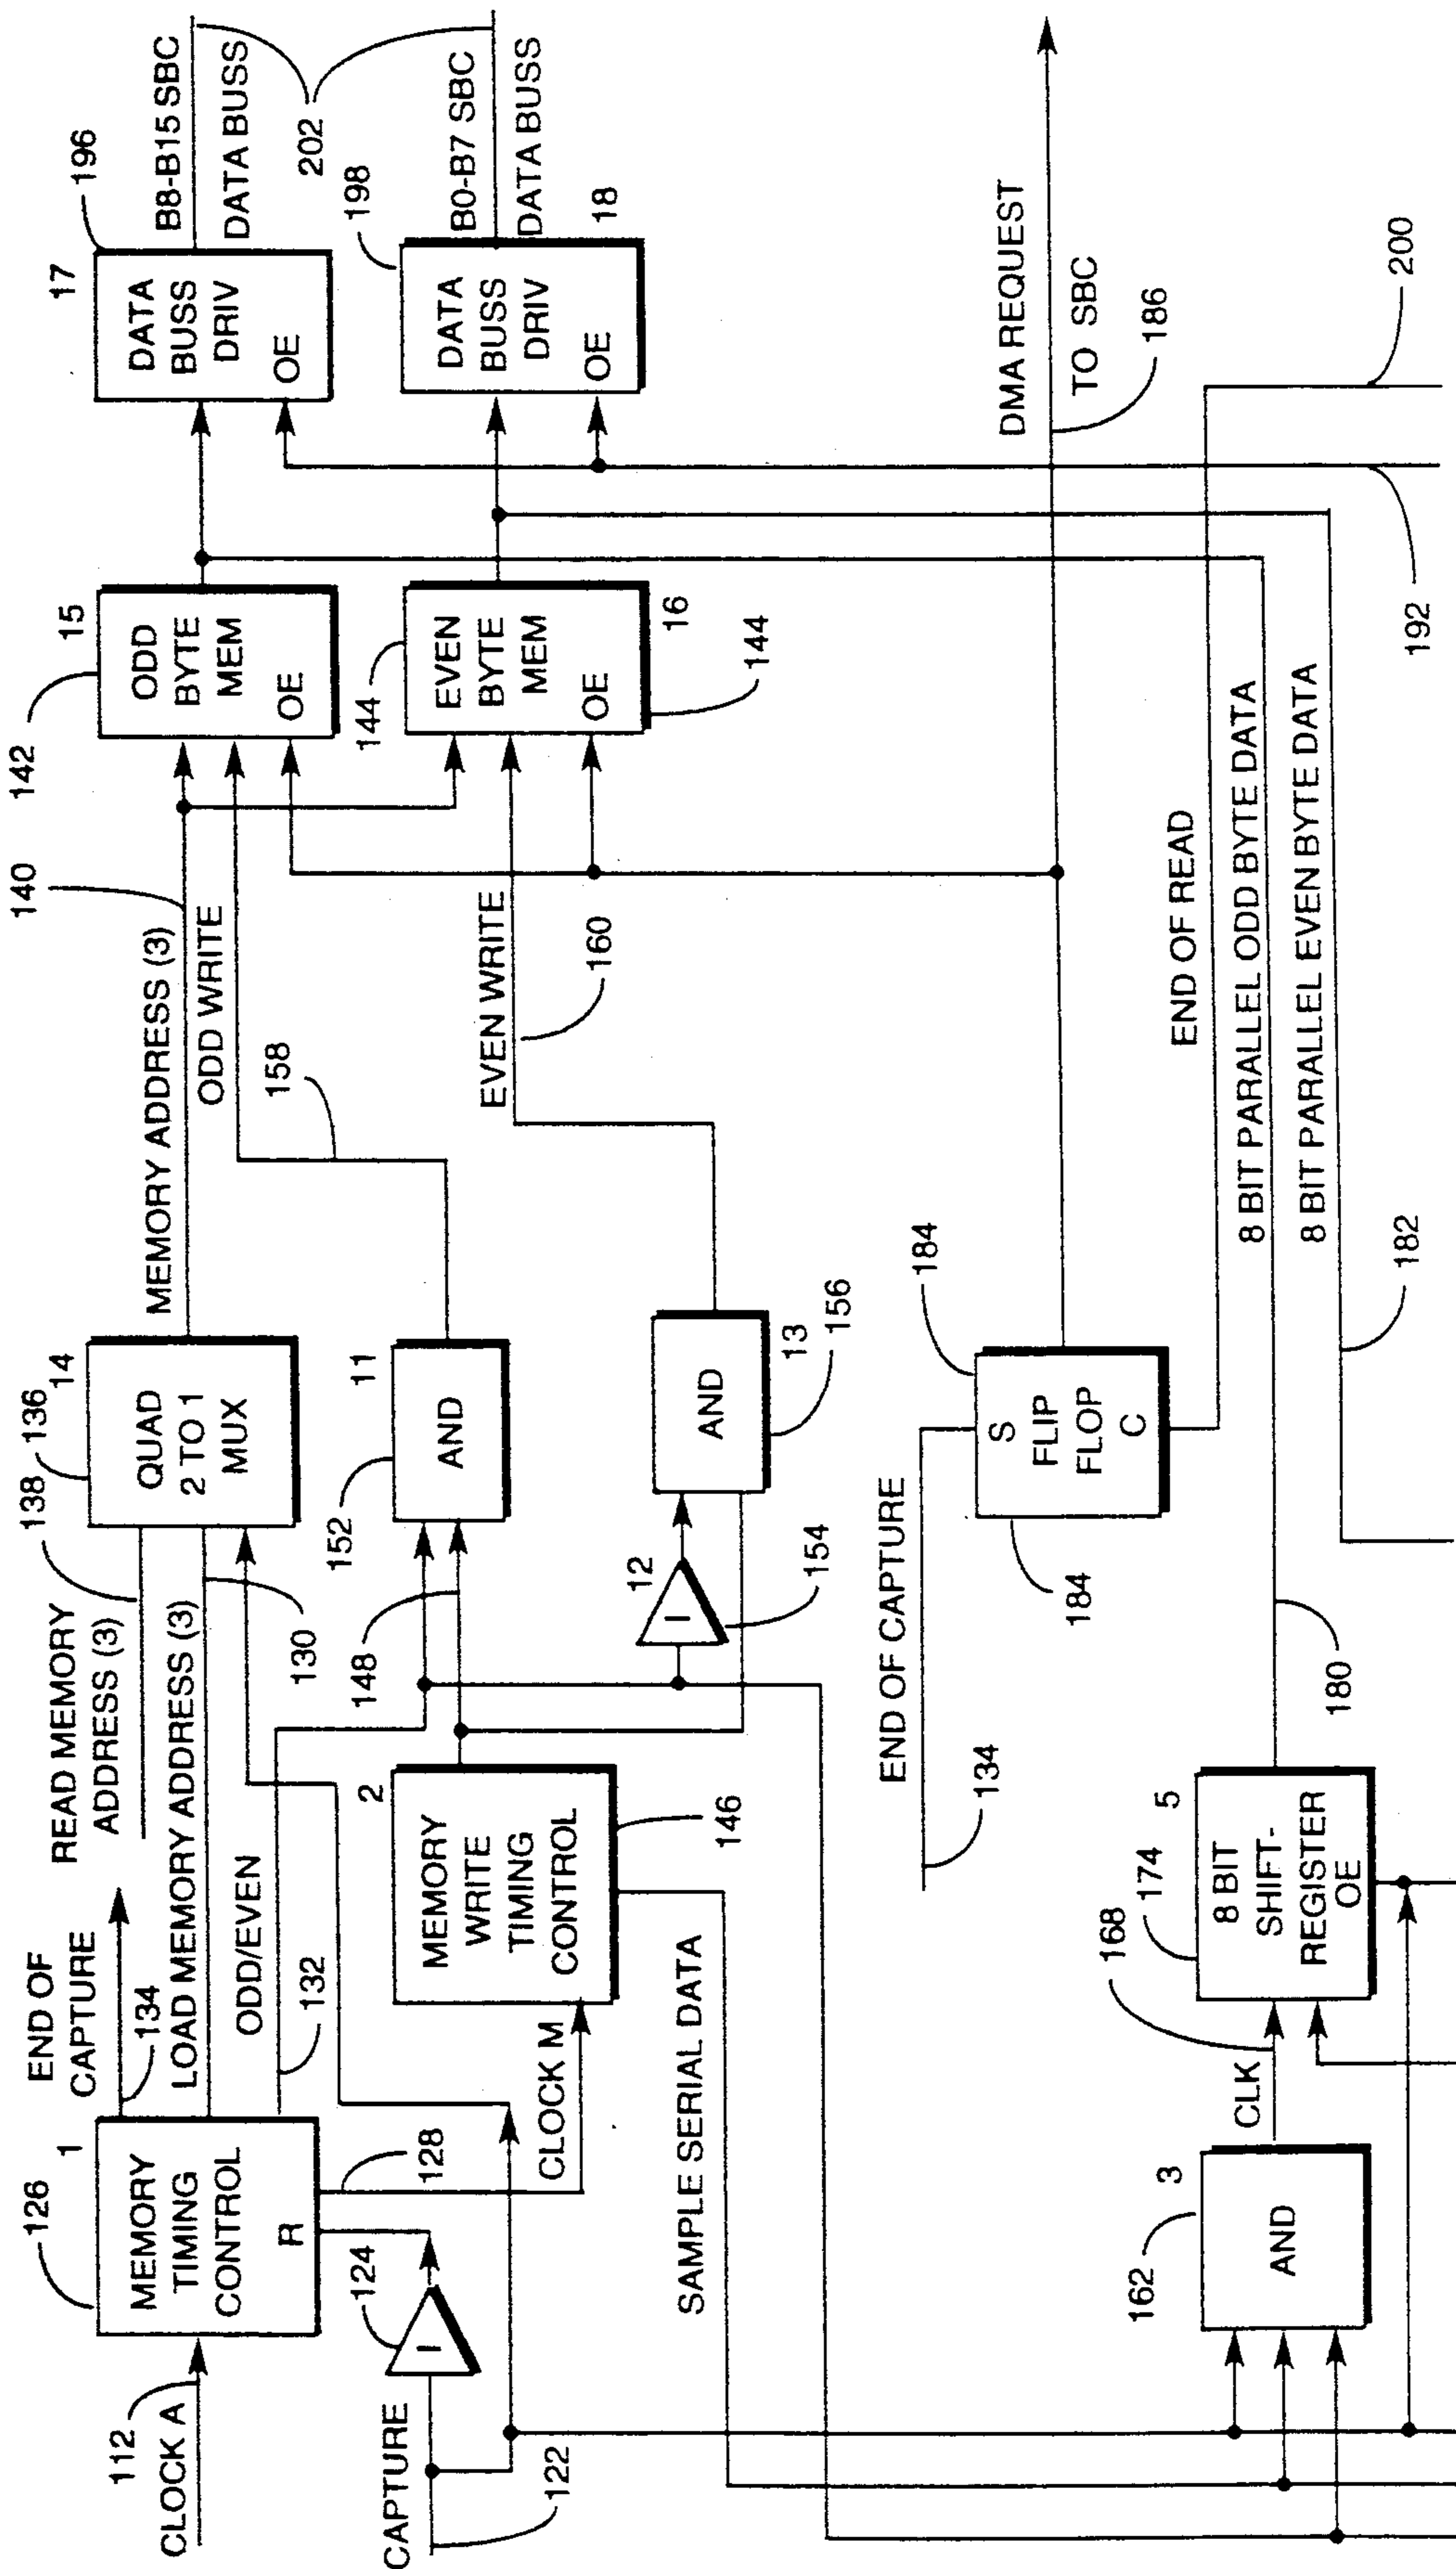 112
CLOCK A
126
1
MEMORY
TIMING
CONTROL
R
END OF
CAPTURE
134
READ MEMORY
ADDRESS (3)
138
LOAD MEMORY ADDRESS (3)
130
ODD/EVEN
132
136
14
QUAD
2 TO 1
MUX
MEMORY ADDRESS (3)
140
ODD WRITE
142
15
ODD
BYTE
MEM
OE
17
196
DATA
BUSS
DRIV
OE
B8-B15 SBC
DATA BUSS
202
CAPTURE
122
124
I
128
CLOCK M
2
MEMORY
WRITE
TIMING
CONTROL
146
148
152
11
AND
158
12
I
154
13
AND
156
EVEN WRITE
160
144
EVEN
BYTE
MEM
OE
16
144
198
DATA
BUSS
DRIV
OE
18
B0-B7 SBC
DATA BUSS
SAMPLE SERIAL DATA
END OF CAPTURE
134
184
S
FLIP
FLOP
C
184
DMA REQUEST
TO SBC
186
END OF READ
200
162
3
AND
CLK
168
174
5
8 BIT
SHIFT-
REGISTER
OE
180
8 BIT PARALLEL ODD BYTE DATA
8 BIT PARALLEL EVEN BYTE DATA
182
192